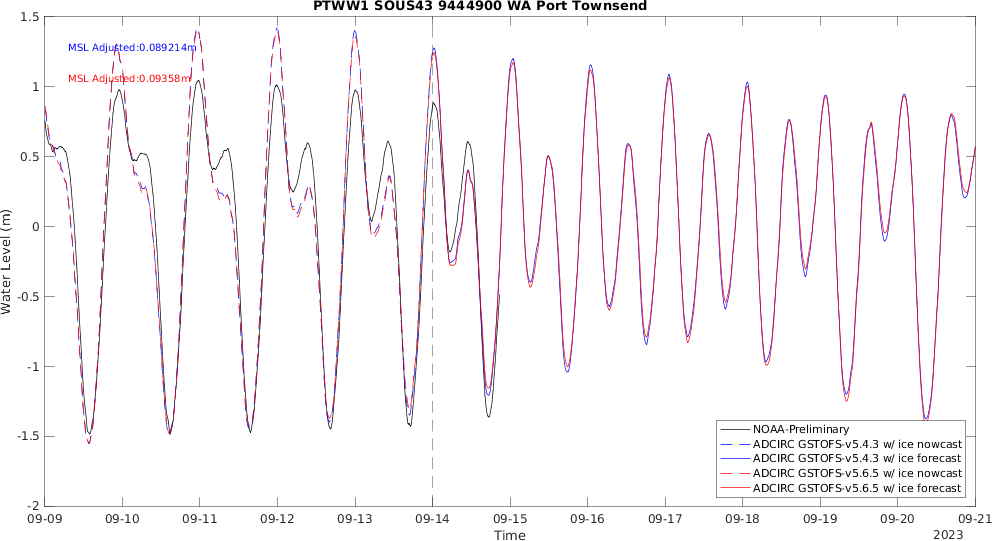 PTWW1 SOUS43 9444900 WA Port Townsend
MSL Adjusted:0.089214m
MSL Adjusted:0.09358m
Water Level (m)
1.5
1
0.5
0
-0.5
-1
-1.5
-2
NOAA-Preliminary
ADCIRC GSTOFS-v5.4.3 w/ ice nowcast
ADCIRC GSTOFS-v5.4.3 w/ ice forecast
ADCIRC GSTOFS-v5.6.5 w/ ice nowcast
ADCIRC GSTOFS-v5.6.5 w/ ice forecast
09-09 09-10 09-11 09-12 09-13 09-14 09-15 09-16 09-17 09-18 09-19 09-20 09-21
Time
2023